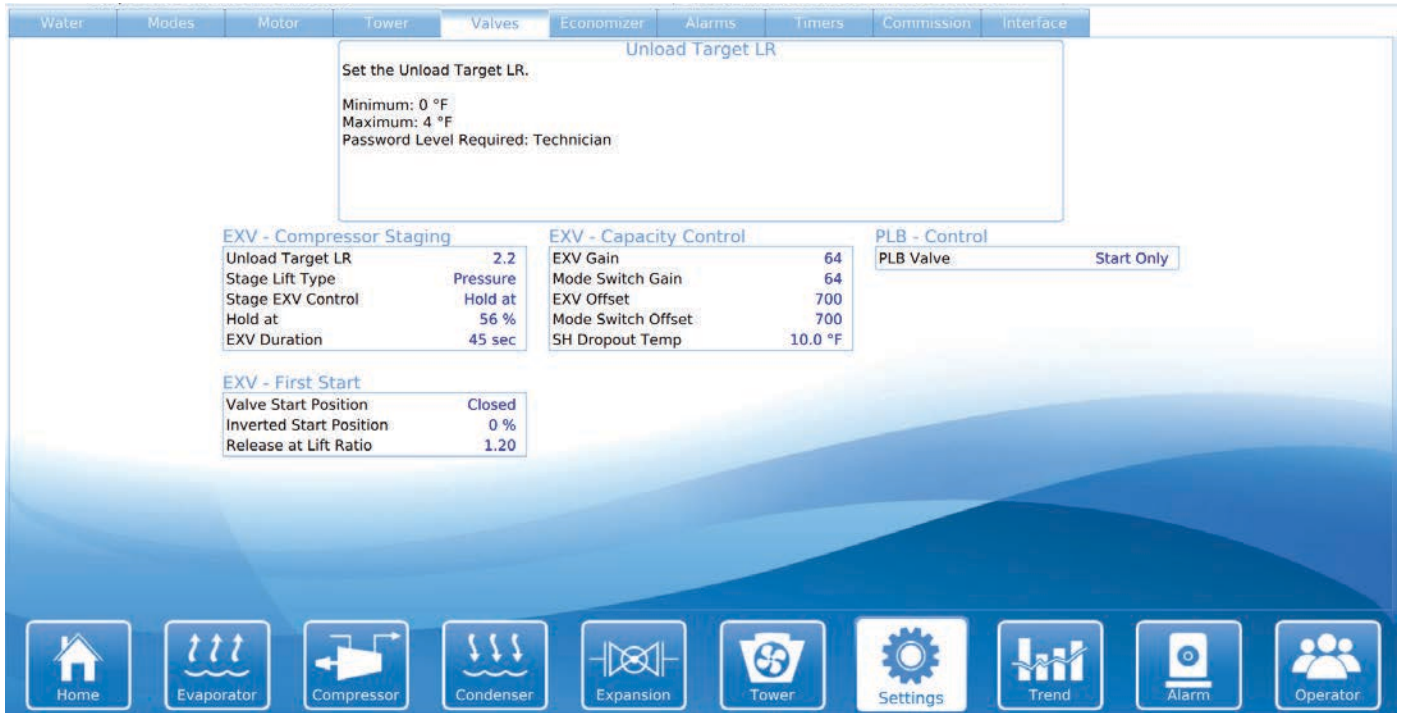 Water Modes Motor Tower Valves Economizer Alarms Timers Commission Interface
Unload Target LR
Set the Unload Target LR.
Minimum: 0 °F
Maximum: 4 °F
Password Level Required: Technician
EXV - Compressor Staging
Unload Target LR 2.2
Stage Lift Type Pressure
Stage EXV Control Hold at
Hold at 56 %
EXV Duration 45 sec
EXV - Capacity Control
EXV Gain 64
Mode Switch Gain 64
EXV Offset 700
Mode Switch Offset 700
SH Dropout Temp 10.0 °F
PLB - Control
PLB Valve Start Only
EXV - First Start
Valve Start Position Closed
Inverted Start Position 0 %
Release at Lift Ratio 1.20
Home Evaporator Compressor Condenser Expansion Tower Settings Trend Alarm Operator